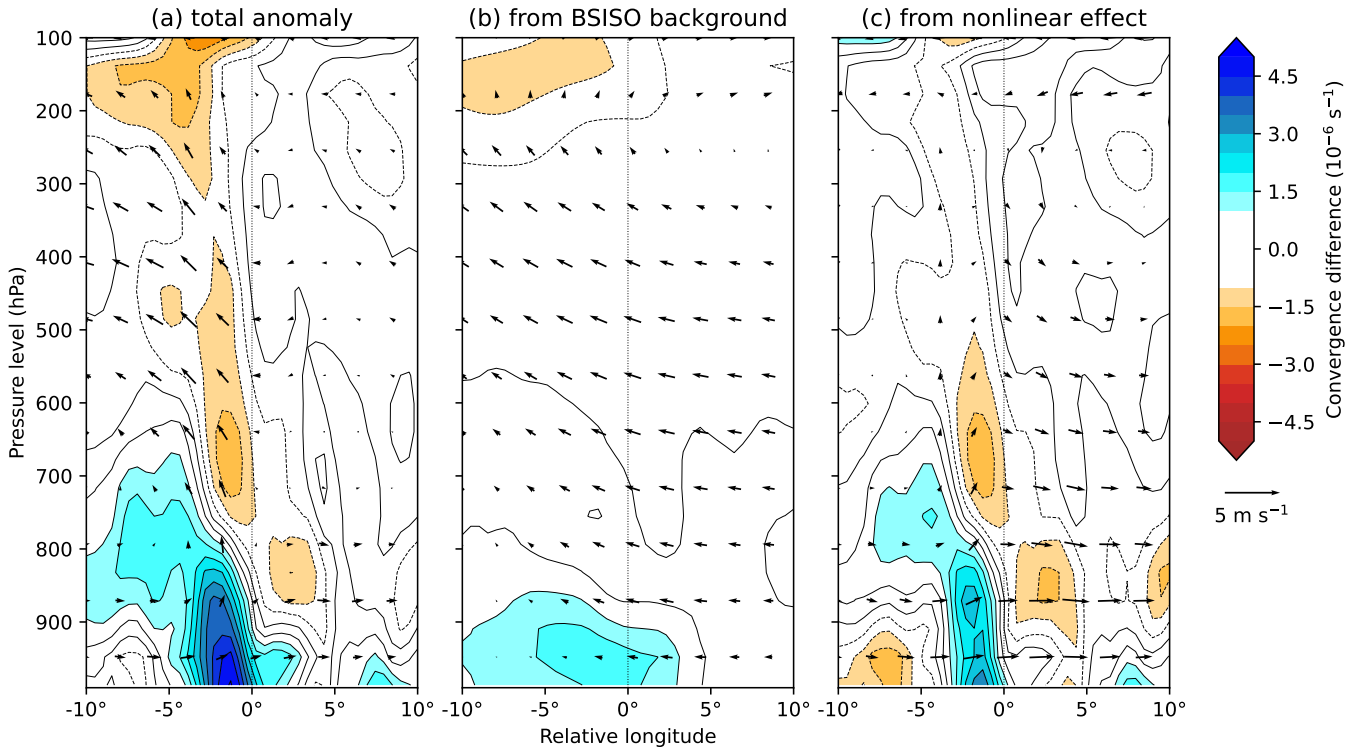 (a) total anomaly
(b) from BSISO background
(c) from nonlinear effect
100
200
300
400
500
600
700
800
900
Pressure level (hPa)
-10° -5° 0° 5° 10°
-10° -5° 0° 5° 10°
-10° -5° 0° 5° 10°
Relative longitude
4.5
3.0
1.5
0.0
−1.5
−3.0
−4.5
Convergence difference (10⁻⁶ s⁻¹)
5 m s⁻¹